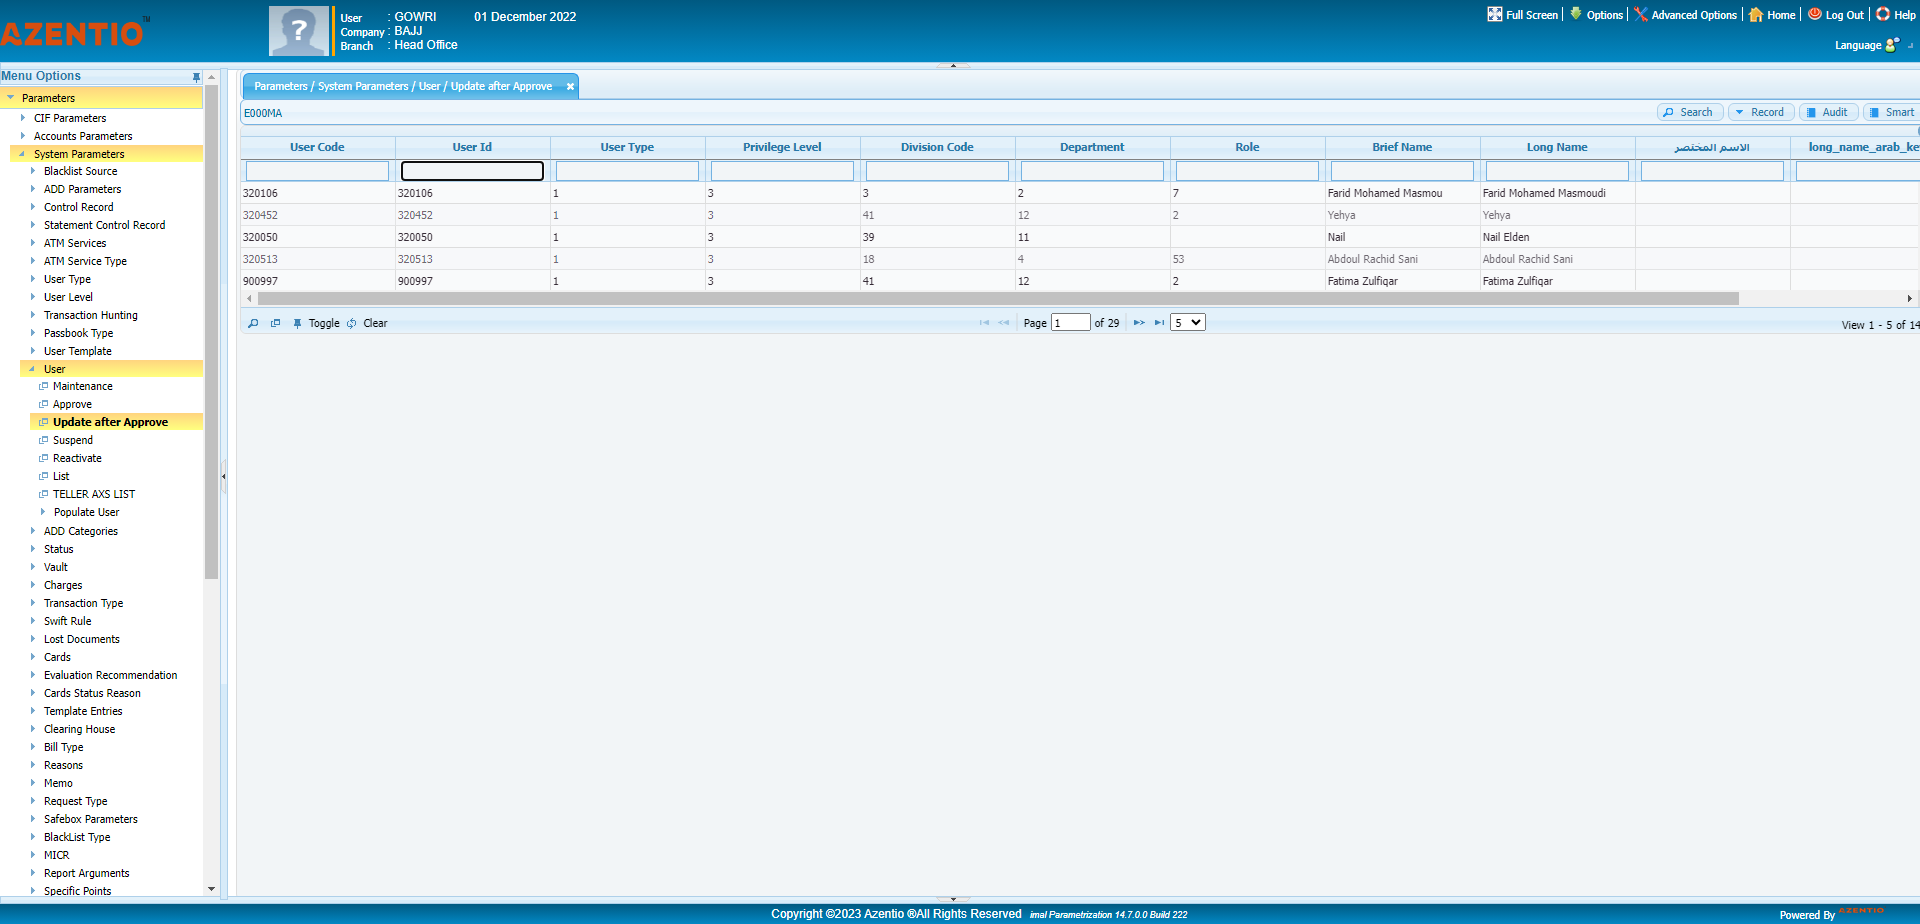 AZENTIO™
User : GOWRI 01 December 2022
Company : BAJJ
Branch : Head Office
Full Screen Options Advanced Options Home Log Out Help
Language
Menu Options
Parameters
CIF Parameters
Accounts Parameters
System Parameters
Blacklist Source
ADD Parameters
Control Record
Statement Control Record
ATM Services
ATM Service Type
User Type
User Level
Transaction Hunting
Passbook Type
User Template
User
Maintenance
Approve
Update after Approve
Suspend
Reactivate
List
TELLER AXS LIST
Populate User
ADD Categories
Status
Vault
Charges
Transaction Type
Swift Rule
Lost Documents
Cards
Evaluation Recommendation
Cards Status Reason
Template Entries
Clearing House
Bill Type
Reasons
Memo
Request Type
Safebox Parameters
BlackList Type
MICR
Report Arguments
Specific Points
Parameters / System Parameters / User / Update after Approve
E000MA
Search Record Audit Smart
User Code User Id User Type Privilege Level Division Code Department Role Brief Name Long Name الاسم المختصر long_name_arab_key
320106 320106 1 3 3 2 7 Farid Mohamed Masmou Farid Mohamed Masmoudi
320452 320452 1 3 41 12 2 Yehya Yehya
320050 320050 1 3 39 11 Nail Nail Elden
320513 320513 1 3 18 4 53 Abdoul Rachid Sani Abdoul Rachid Sani
900997 900997 1 3 41 12 2 Fatima Zulfiqar Fatima Zulfiqar
Toggle Clear Page 1 of 29 5 View 1 - 5 of 14
Copyright ©2023 Azentio ®All Rights Reserved imal Parametrization 14.7.0.0 Build 222
Powered By AZENTIO